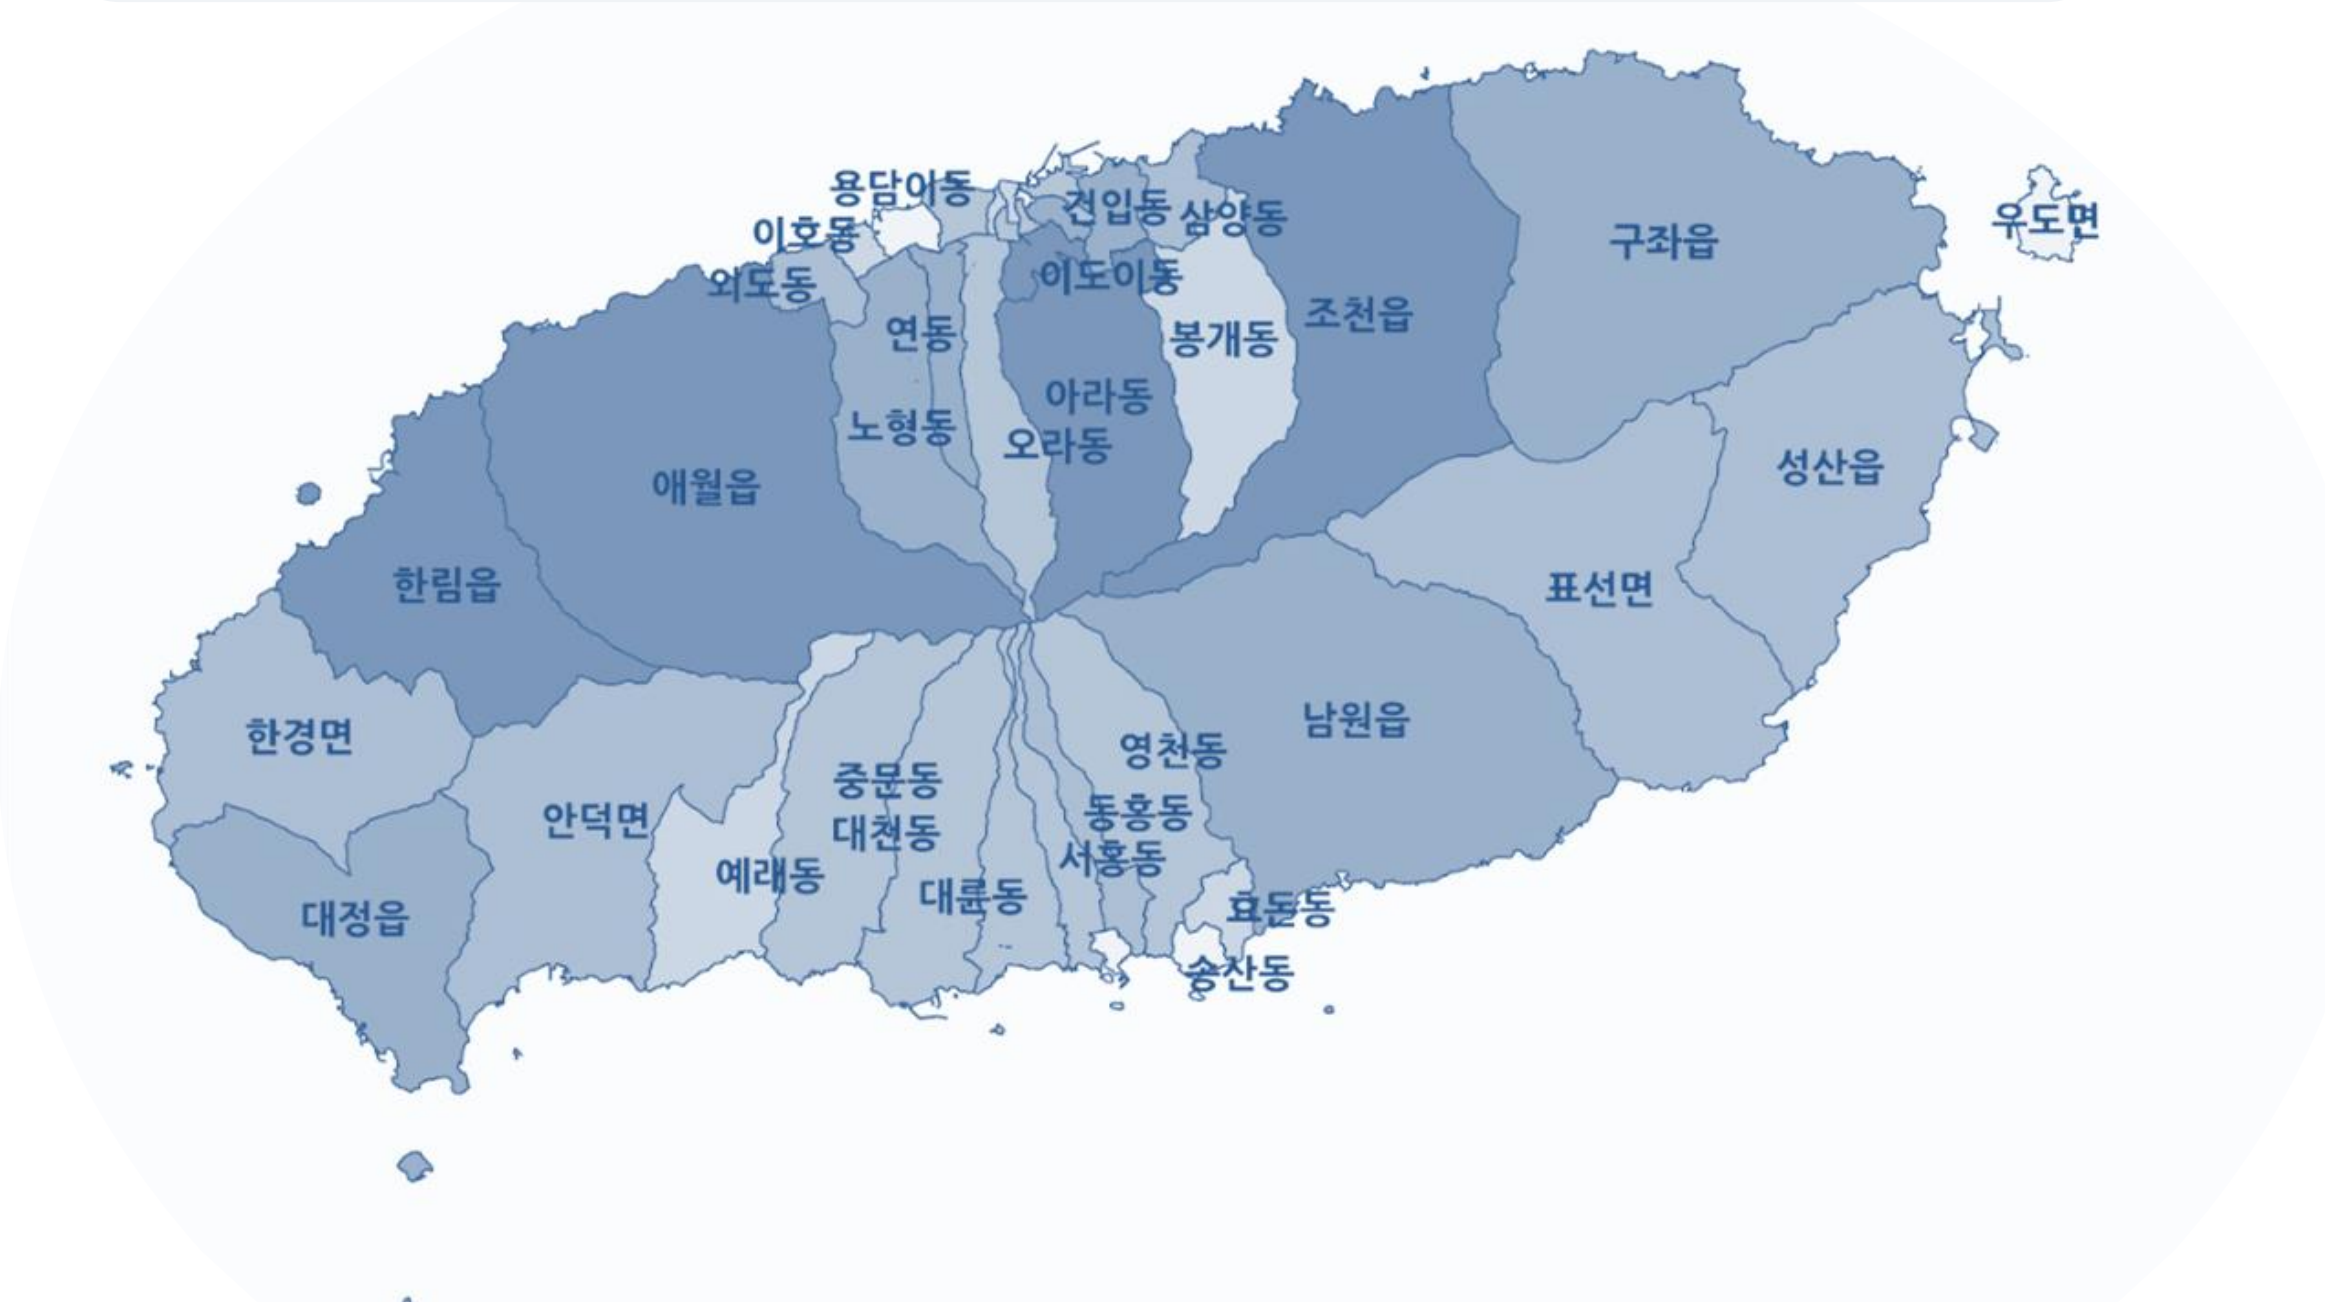 용담이동
건입동
삼양동
우도면
이호동
구좌읍
와도동
이도이동
조천읍
연동
봉개동
아라동
노형동
오라동
성산읍
애월읍
한림읍
표선면
한경면
남원읍
영천동
중문동
동홍동
안덕면
대천동
서홍동
예래동
대륜동
대정읍
효돈동
송산동